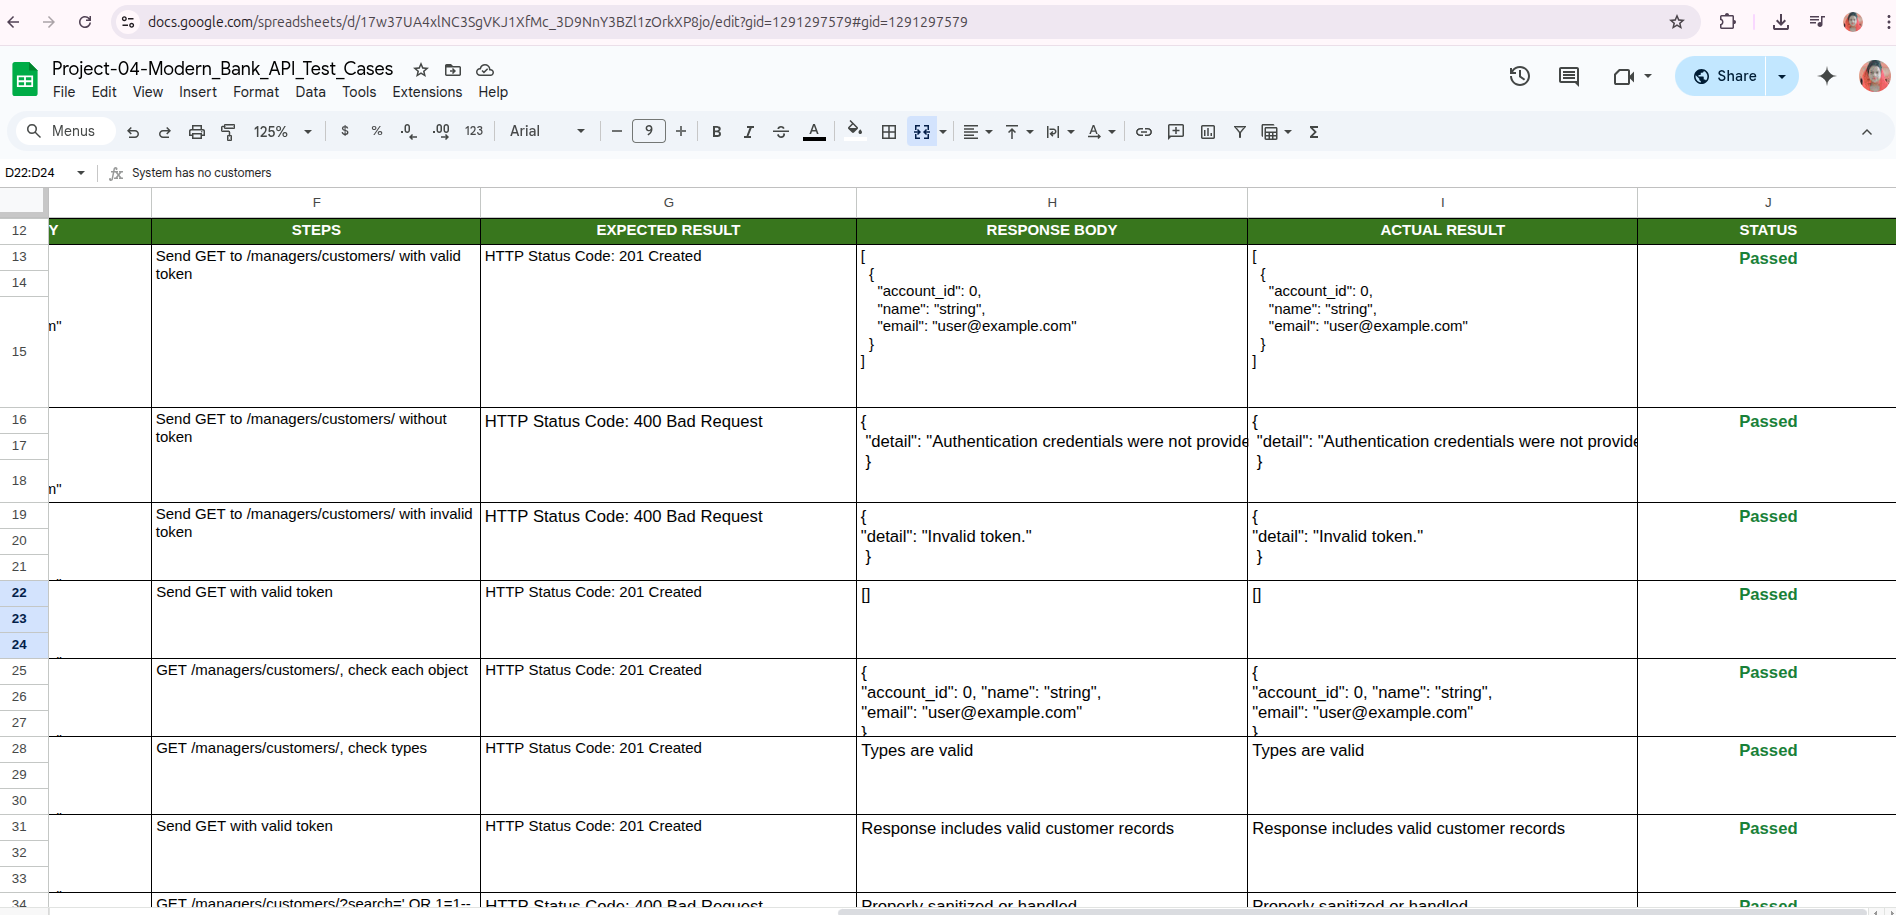 docs.google.com/spreadsheets/d/17w37UA4xlNC3SgVKJ1XfMc_3D9NnY3BZl1zOrkXP8jo/edit?gid=1291297579#gid=1291297579
Project-04-Modern_Bank_API_Test_Cases
File Edit View Insert Format Data Tools Extensions Help
Share
Menus 125% $ % .0 .00 123 Arial 9 B I S A
D22:D24 fx System has no customers
F G H I J
12 Y STEPS EXPECTED RESULT RESPONSE BODY ACTUAL RESULT STATUS
13 Send GET to /managers/customers/ with valid HTTP Status Code: 201 Created [ [ Passed
token { {
14 "account_id": 0, "account_id": 0,
"name": "string", "name": "string",
m" "email": "user@example.com" "email": "user@example.com"
15 } }
] ]
16 Send GET to /managers/customers/ without HTTP Status Code: 400 Bad Request { { Passed
17 token "detail": "Authentication credentials were not provide "detail": "Authentication credentials were not provide
} }
18 m"
19 Send GET to /managers/customers/ with invalid HTTP Status Code: 400 Bad Request { { Passed
20 token "detail": "Invalid token." "detail": "Invalid token."
21 } }
22 Send GET with valid token HTTP Status Code: 201 Created [] [] Passed
23
24
25 GET /managers/customers/, check each object HTTP Status Code: 201 Created { { Passed
26 "account_id": 0, "name": "string", "account_id": 0, "name": "string",
27 "email": "user@example.com" "email": "user@example.com"
} }
28 GET /managers/customers/, check types HTTP Status Code: 201 Created Types are valid Types are valid Passed
29
30
31 Send GET with valid token HTTP Status Code: 201 Created Response includes valid customer records Response includes valid customer records Passed
32
33
34 GET /managers/customers/?search=' OR 1=1-- HTTP Status Code: 400 Bad Request Properly sanitized or handled Properly sanitized or handled Passed